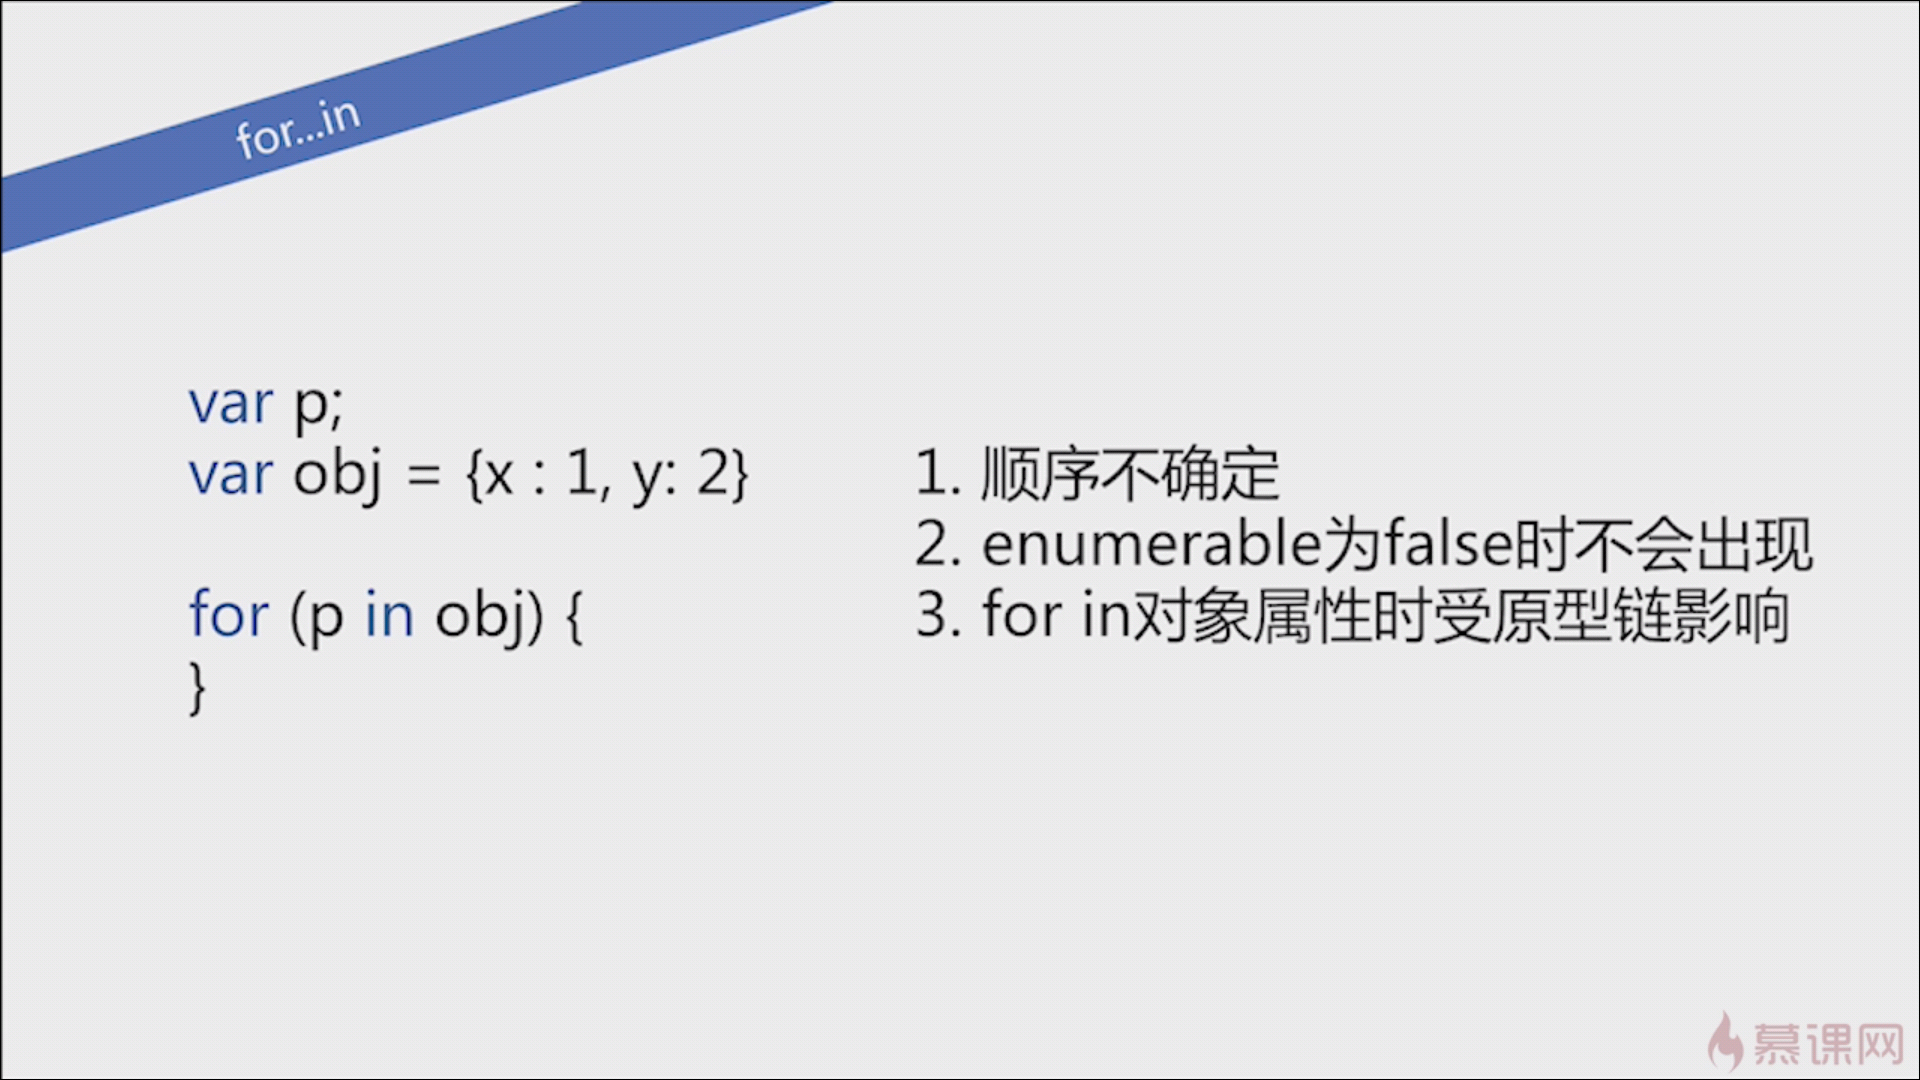 for...in
var p;
var obj = {x : 1, y: 2}
for (p in obj) {
}
1. 顺序不确定
2. enumerable为false时不会出现
3. for in对象属性时受原型链影响
慕课网